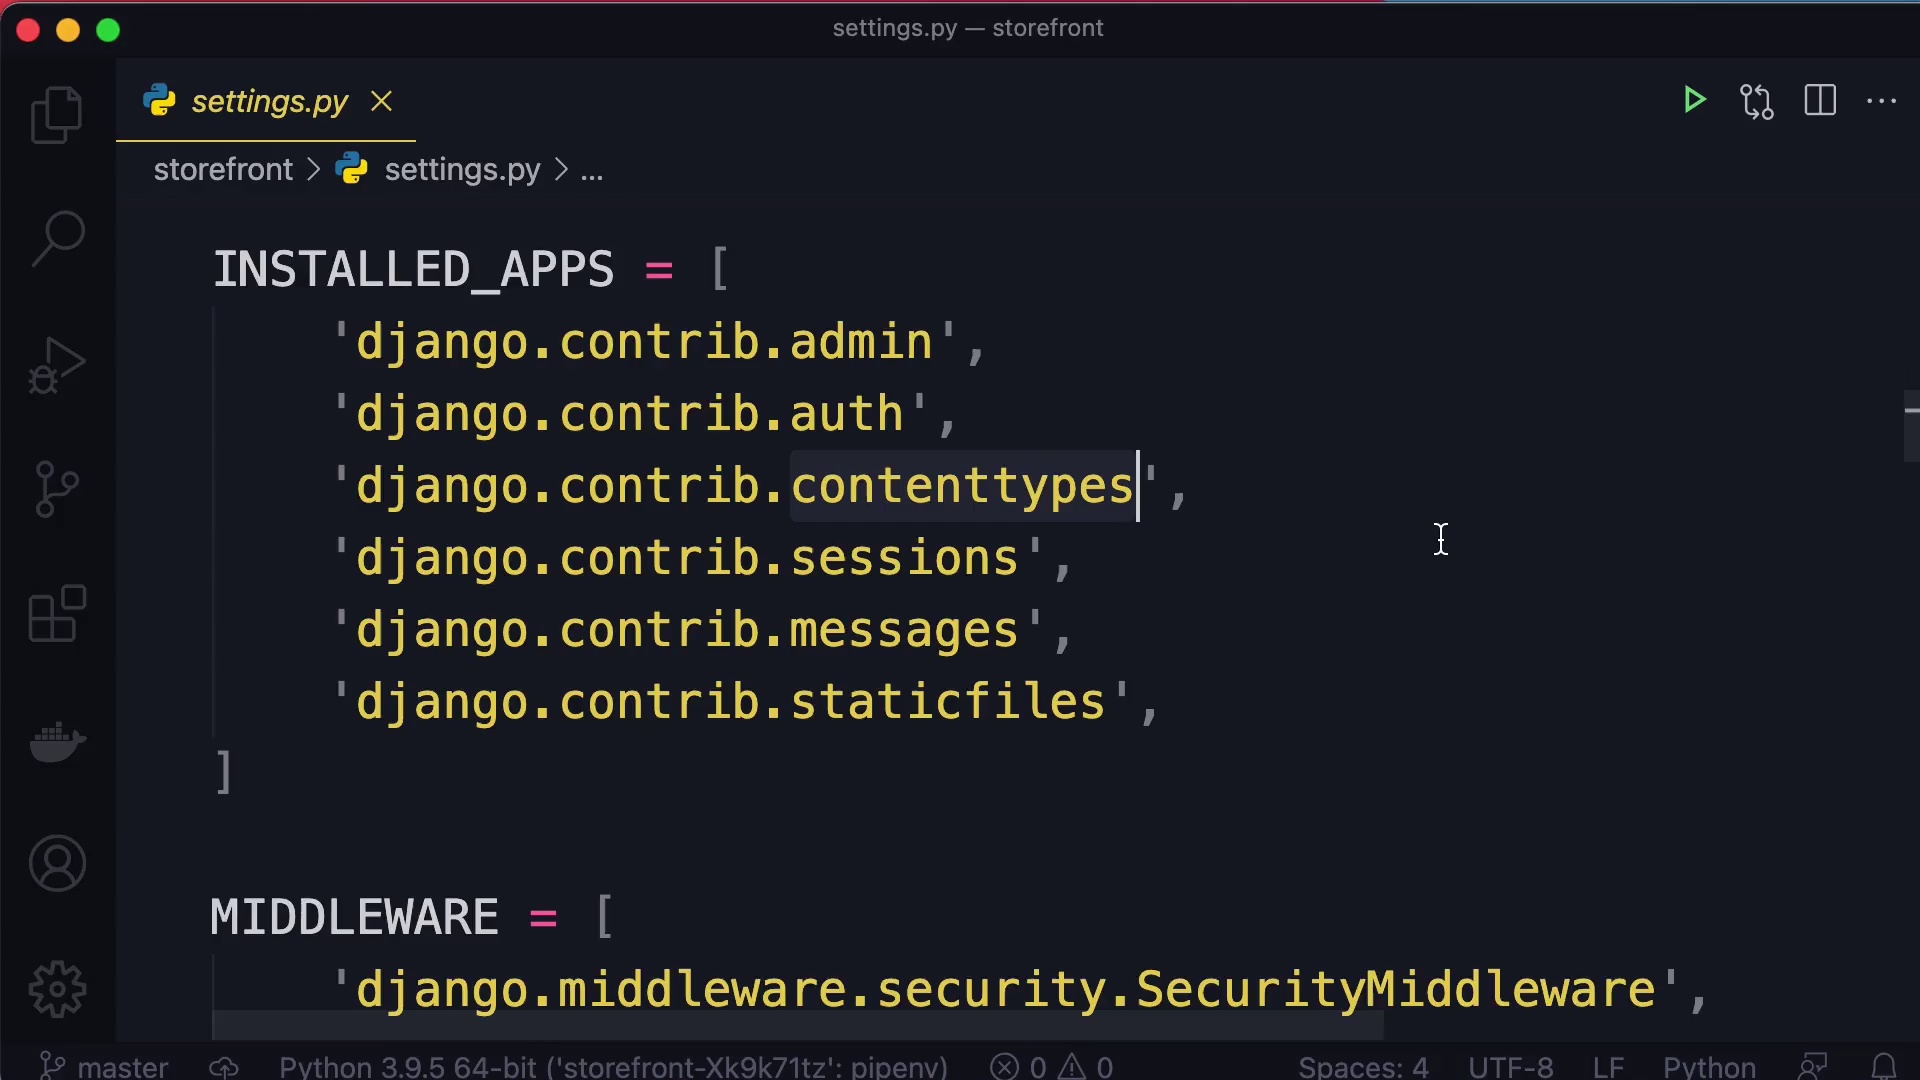 settings.py — storefront
settings.py
storefront > settings.py > ...
INSTALLED_APPS = [
    'django.contrib.admin',
    'django.contrib.auth',
    'django.contrib.contenttypes',
    'django.contrib.sessions',
    'django.contrib.messages',
    'django.contrib.staticfiles',
]
MIDDLEWARE = [
    'django.middleware.security.SecurityMiddleware',
master Python 3.9.5 64-bit ('storefront-Xk9k71tz': pipenv) 0 0 Spaces: 4 UTF-8 LF Python